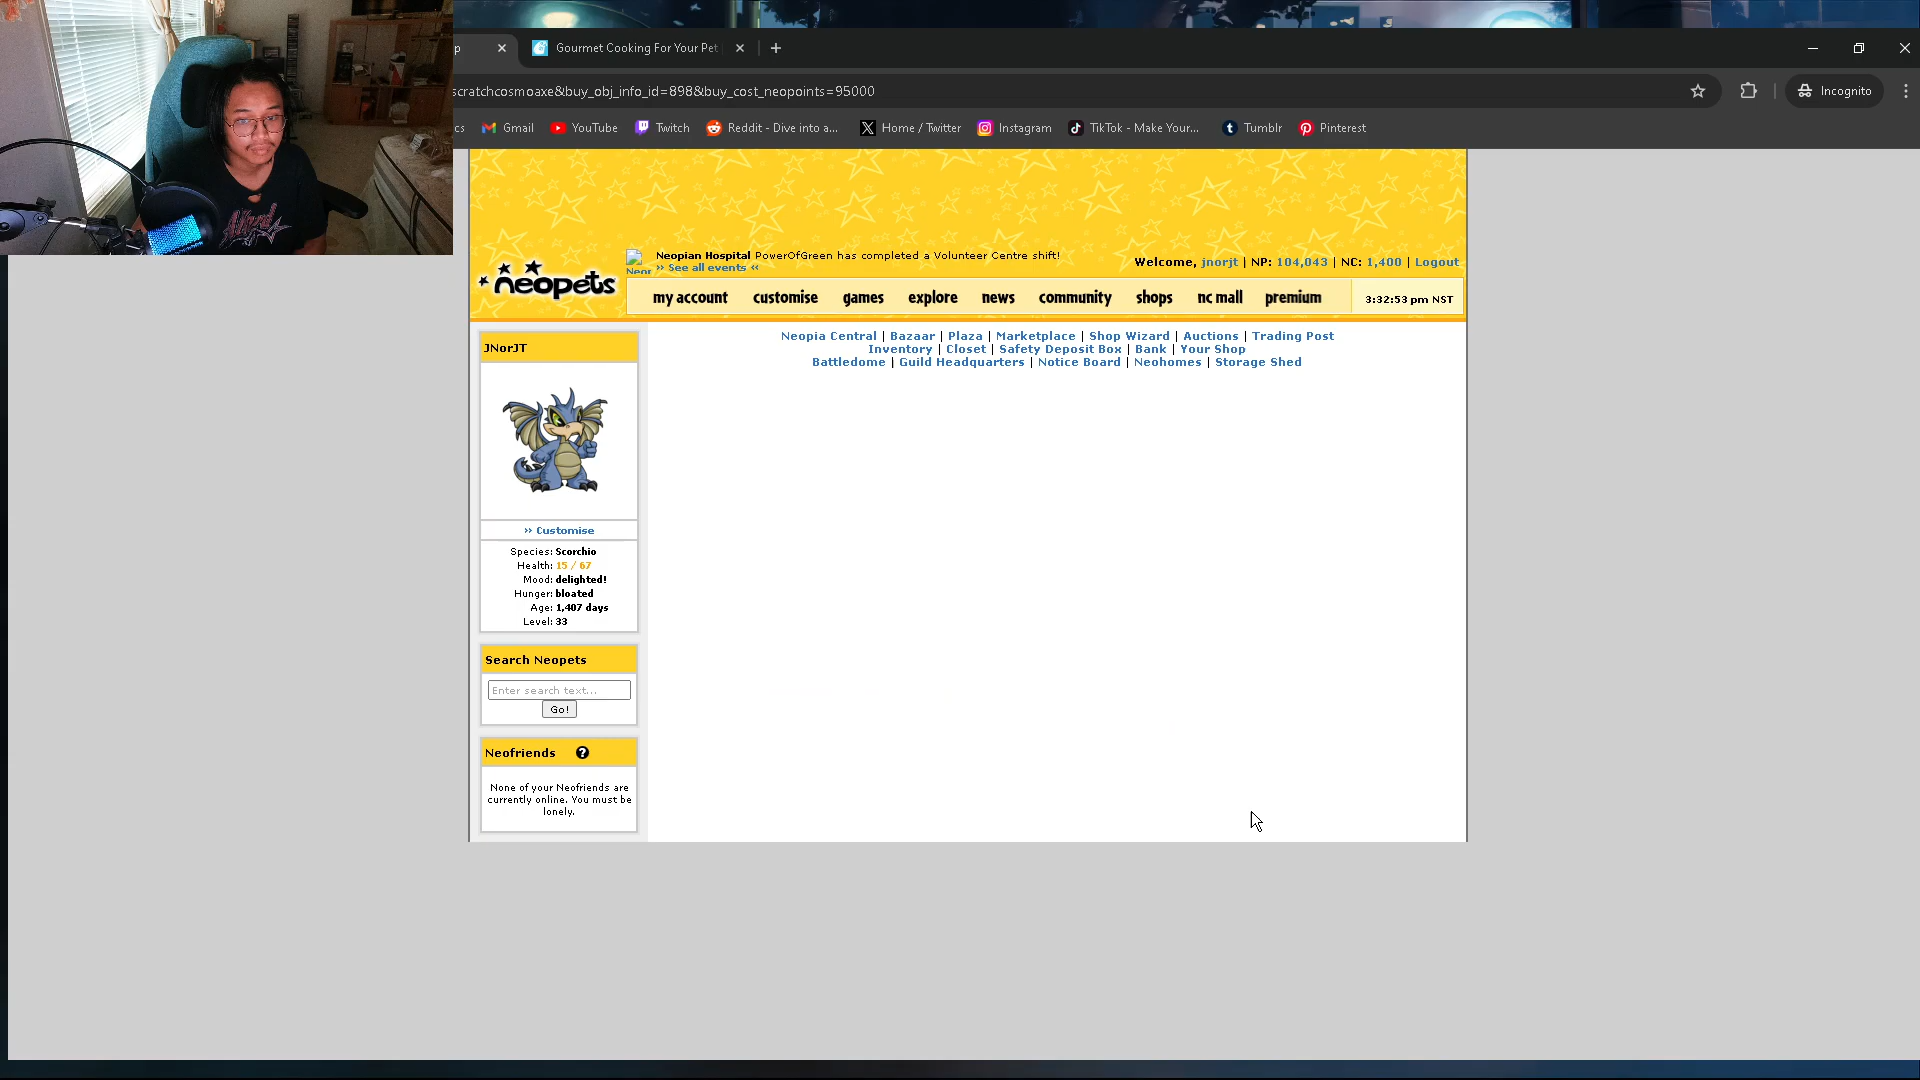 p
Gourmet Cooking For Your Pet
scratchcosmoaxe&buy_obj_info_id=898&buy_cost_neopoints=95000
Incognito
cs
Gmail
YouTube
Twitch
Reddit - Dive into a...
Home / Twitter
Instagram
TikTok - Make Your...
Tumblr
Pinterest
neopets
Neopian Hospital PowerOfGreen has completed a Volunteer Centre shift!
>> See all events <<
Welcome, jnorjt | NP: 104,043 | NC: 1,400 | Logout
my account
customise
games
explore
news
community
shops
nc mall
premium
3:32:53 pm NST
Neopia Central | Bazaar | Plaza | Marketplace | Shop Wizard | Auctions | Trading Post
Inventory | Closet | Safety Deposit Box | Bank | Your Shop
Battledome | Guild Headquarters | Notice Board | Neohomes | Storage Shed
JNorJT
>> Customise
Species: Scorchio
Health: 15 / 67
Mood: delighted!
Hunger: bloated
Age: 1,407 days
Level: 33
Search Neopets
Enter search text...
Go!
Neofriends ?
None of your Neofriends are
currently online. You must be
lonely.